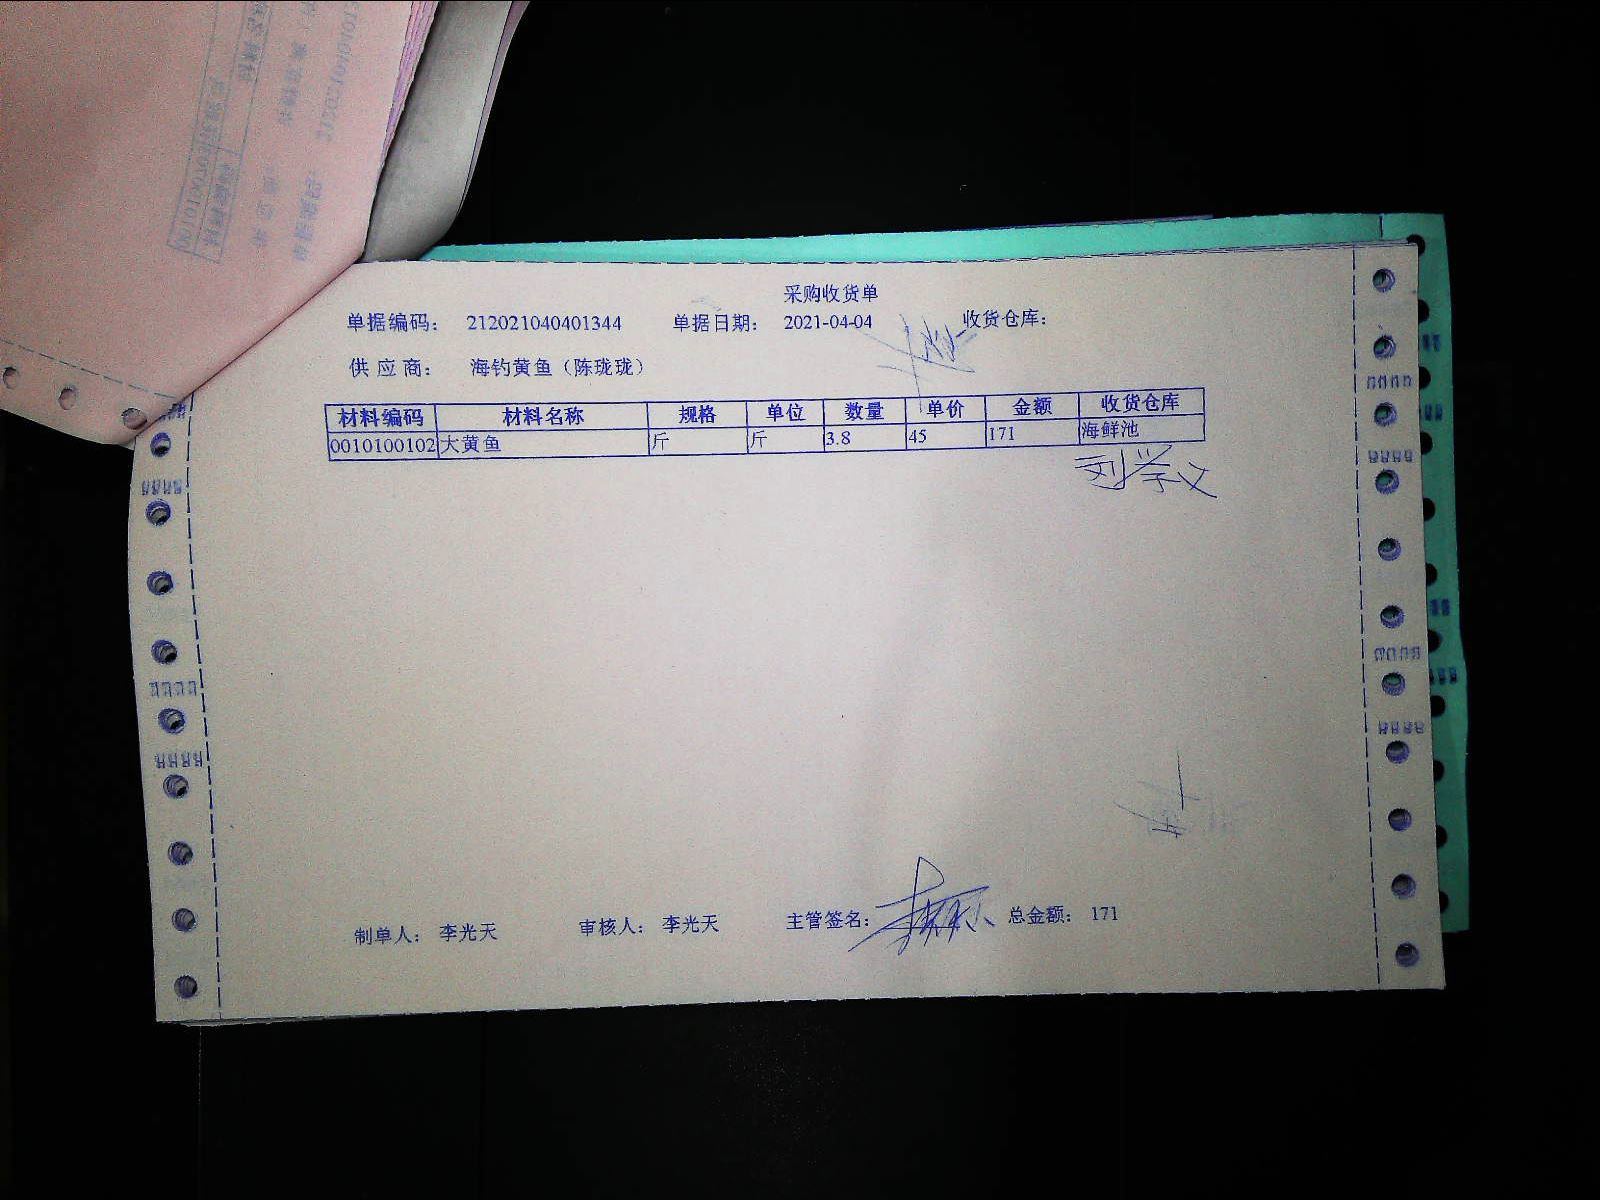 采购收货单
单据编码： 212021040401344 单据日期： 2021-04-04 收货仓库：
供应商： 海钓黄鱼（陈珑珑）
材料编码 材料名称 规格 单位 数量 单价 金额 收货仓库
0010100102 大黄鱼 斤 斤 3.8 45 171 海鲜池
刘学义
制单人： 李光天 审核人： 李光天 主管签名： 总金额： 171